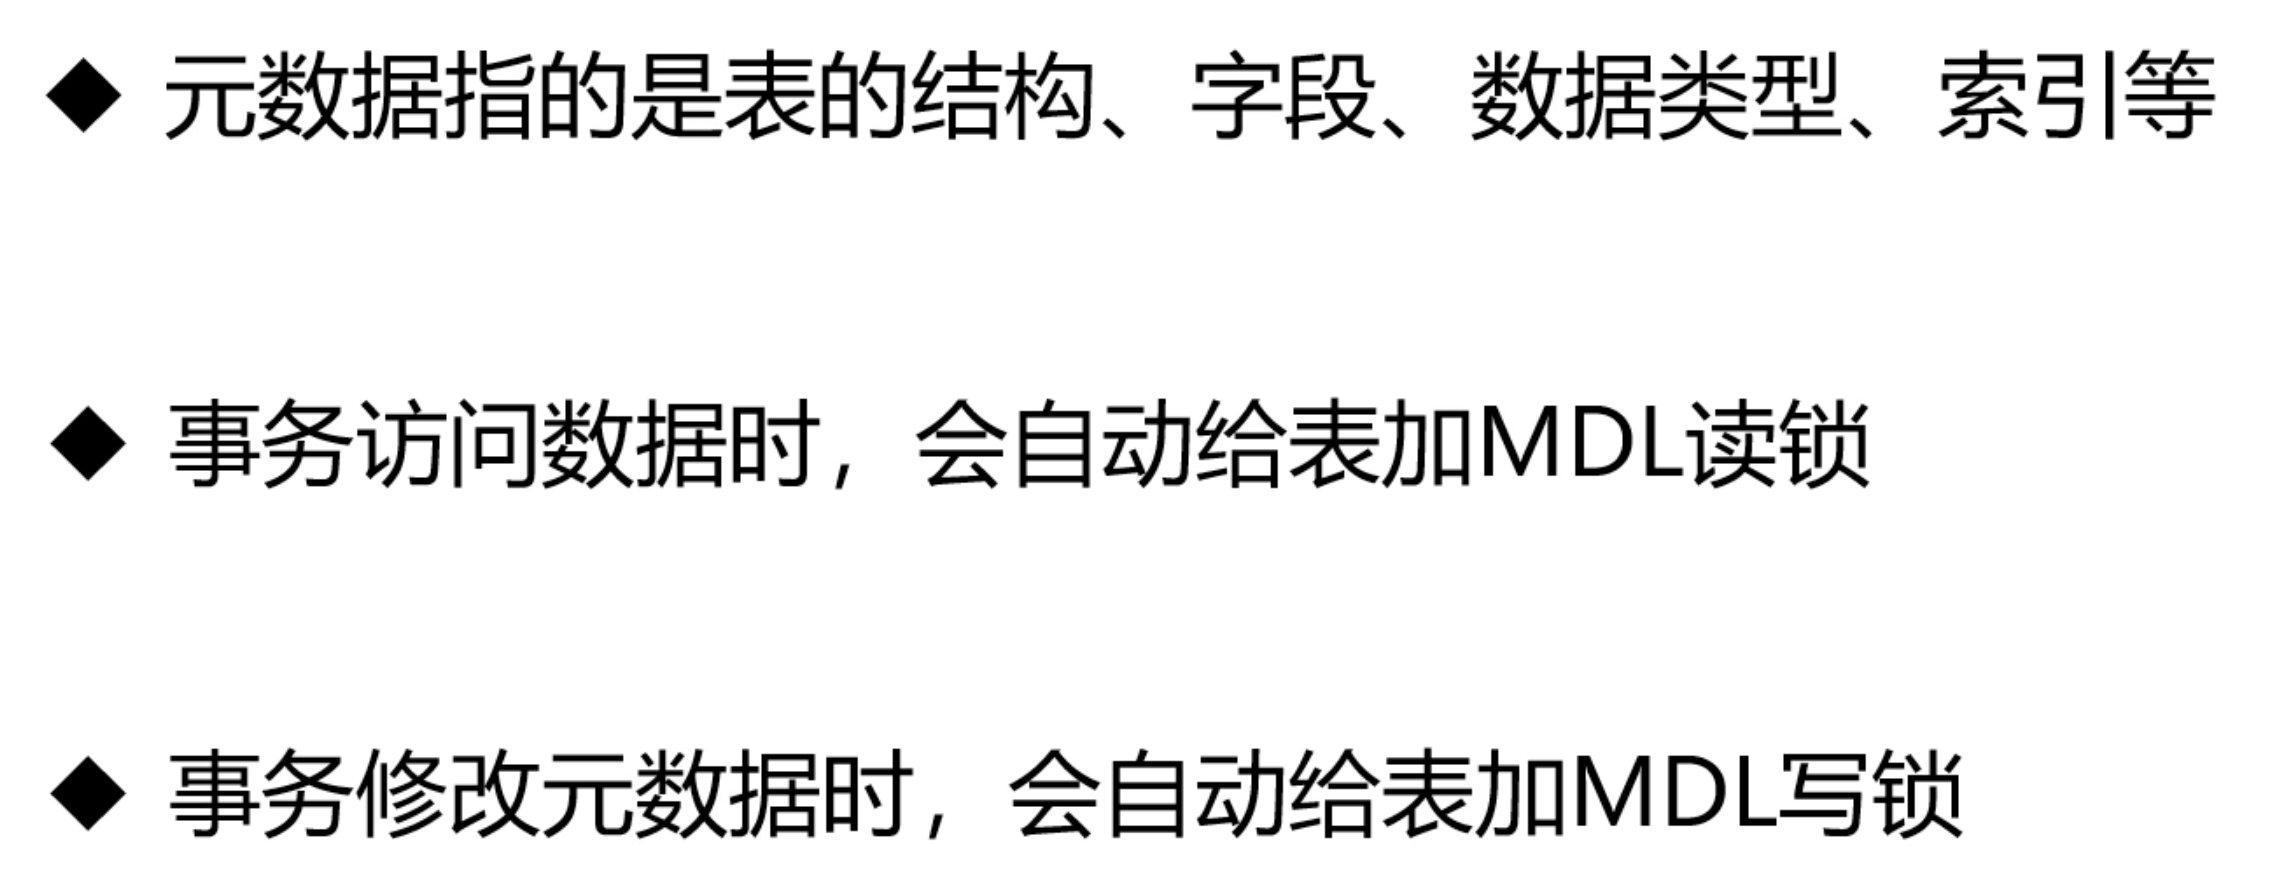 ◆ 元数据指的是表的结构、字段、数据类型、索引等
◆ 事务访问数据时，会自动给表加MDL读锁
◆ 事务修改元数据时，会自动给表加MDL写锁